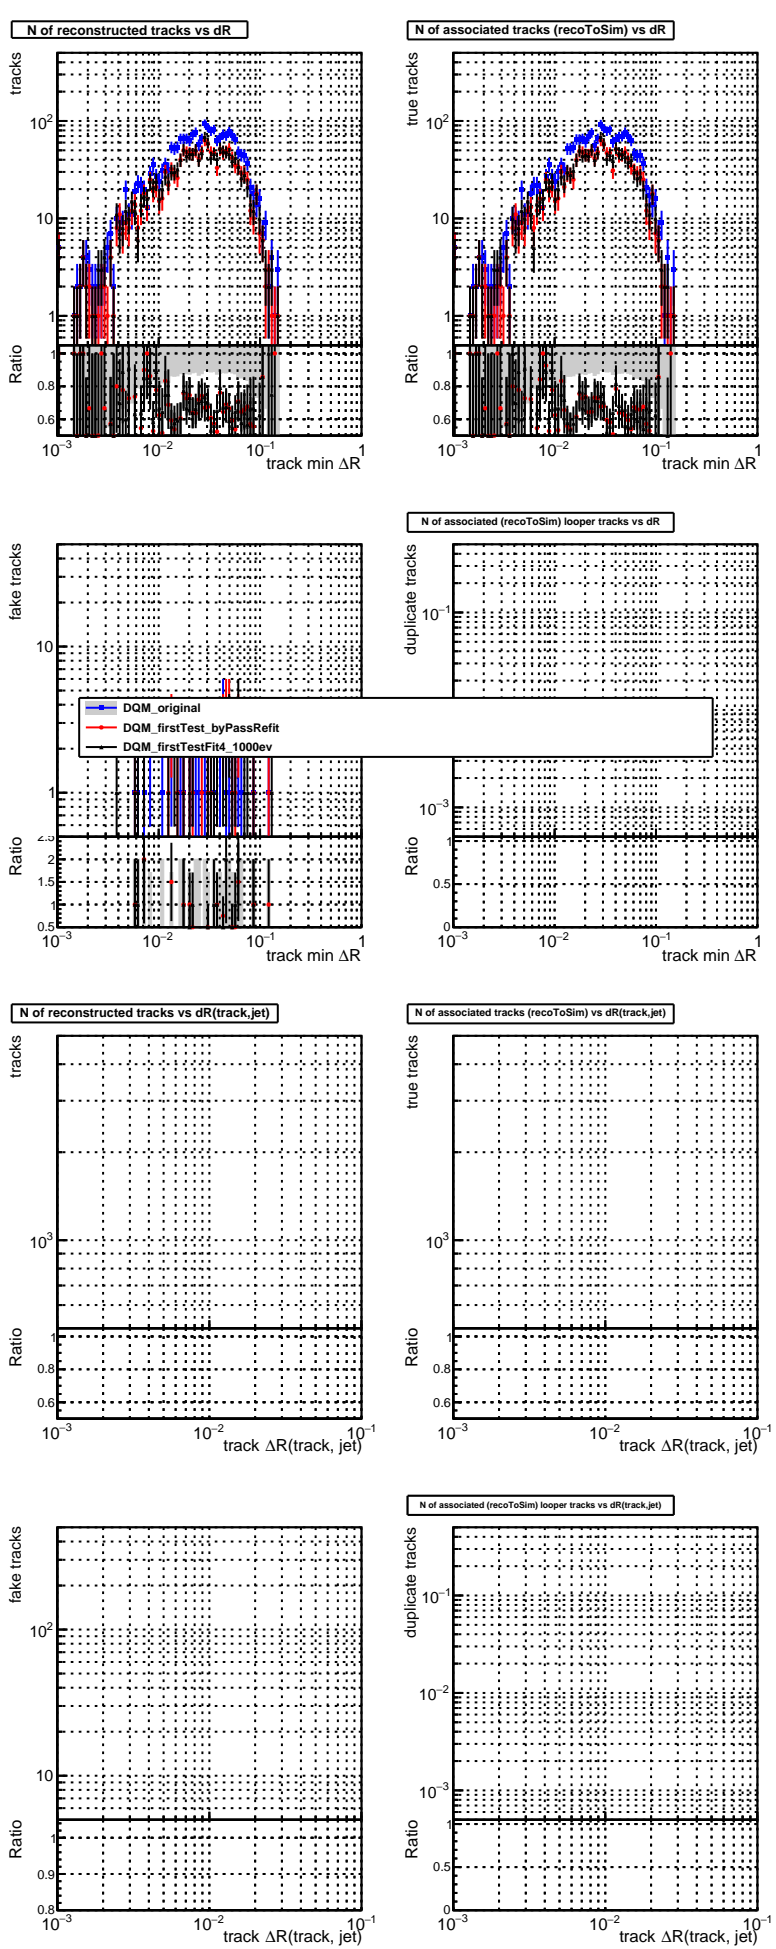 N of reconstructed tracks vs dR
tracks
10²
10
1
Ratio
1
0.8
0.6
10⁻³
10⁻²
10⁻¹
1
track min ΔR
N of associated tracks (recoToSim) vs dR
true tracks
10²
10
1
Ratio
1
0.8
0.6
10⁻³
10⁻²
10⁻¹
1
track min ΔR
fake tracks
10
1
Ratio
2.5
2
1.5
1
0.5
10⁻³
10⁻²
10⁻¹
1
track min ΔR
N of associated (recoToSim) looper tracks vs dR
duplicate tracks
10⁻¹
10⁻³
Ratio
1
0.5
0
10⁻³
10⁻²
10⁻¹
1
track min ΔR
DQM_original
DQM_firstTest_byPassRefit
DQM_firstTestFit4_1000ev
N of reconstructed tracks vs dR(track,jet)
tracks
10³
Ratio
1
0.8
0.6
10⁻³
10⁻²
10⁻¹
track ΔR(track, jet)
N of associated tracks (recoToSim) vs dR(track,jet)
true tracks
10³
Ratio
1
0.8
0.6
10⁻³
10⁻²
10⁻¹
track ΔR(track, jet)
fake tracks
10²
10
Ratio
1
0.9
0.8
10⁻³
10⁻²
10⁻¹
track ΔR(track, jet)
N of associated (recoToSim) looper tracks vs dR(track,jet)
duplicate tracks
10⁻¹
10⁻²
10⁻³
Ratio
1
0.5
0
10⁻³
10⁻²
10⁻¹
track ΔR(track, jet)